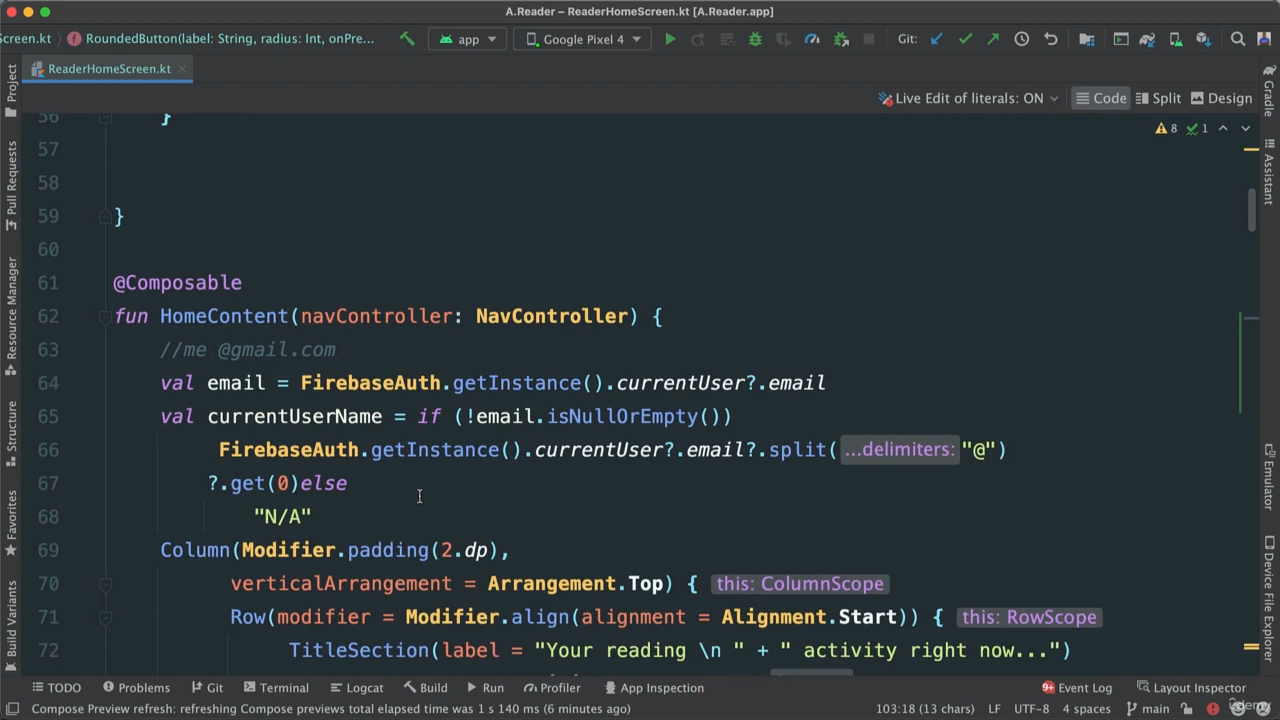 A.Reader – ReaderHomeScreen.kt [A.Reader.app]
Screen.kt RoundedButton(label: String, radius: Int, onPre... app Google Pixel 4 Git:
ReaderHomeScreen.kt
Live Edit of literals: ON Code Split Design
56 }
8 1
57
58
59 }
60
61 @Composable
62 fun HomeContent(navController: NavController) {
63 //me @gmail.com
64 val email = FirebaseAuth.getInstance().currentUser?.email
65 val currentUserName = if (!email.isNullOrEmpty())
66 FirebaseAuth.getInstance().currentUser?.email?.split( ...delimiters: "@")
67 ?.get(0)else
68 "N/A"
69 Column(Modifier.padding(2.dp),
70 verticalArrangement = Arrangement.Top) { this: ColumnScope
71 Row(modifier = Modifier.align(alignment = Alignment.Start)) { this: RowScope
72 TitleSection(label = "Your reading \n " + " activity right now...")
Project
Pull Requests
Resource Manager
Structure
Favorites
Build Variants
Gradle
Assistant
Emulator
Device File Explorer
TODO Problems Git Terminal Logcat Build Run Profiler App Inspection 9+ Event Log Layout Inspector
Compose Preview refresh: refreshing Compose previews total elapsed time was 1 s 140 ms (6 minutes ago) 103:18 (13 chars) LF UTF-8 4 spaces main
Udemy